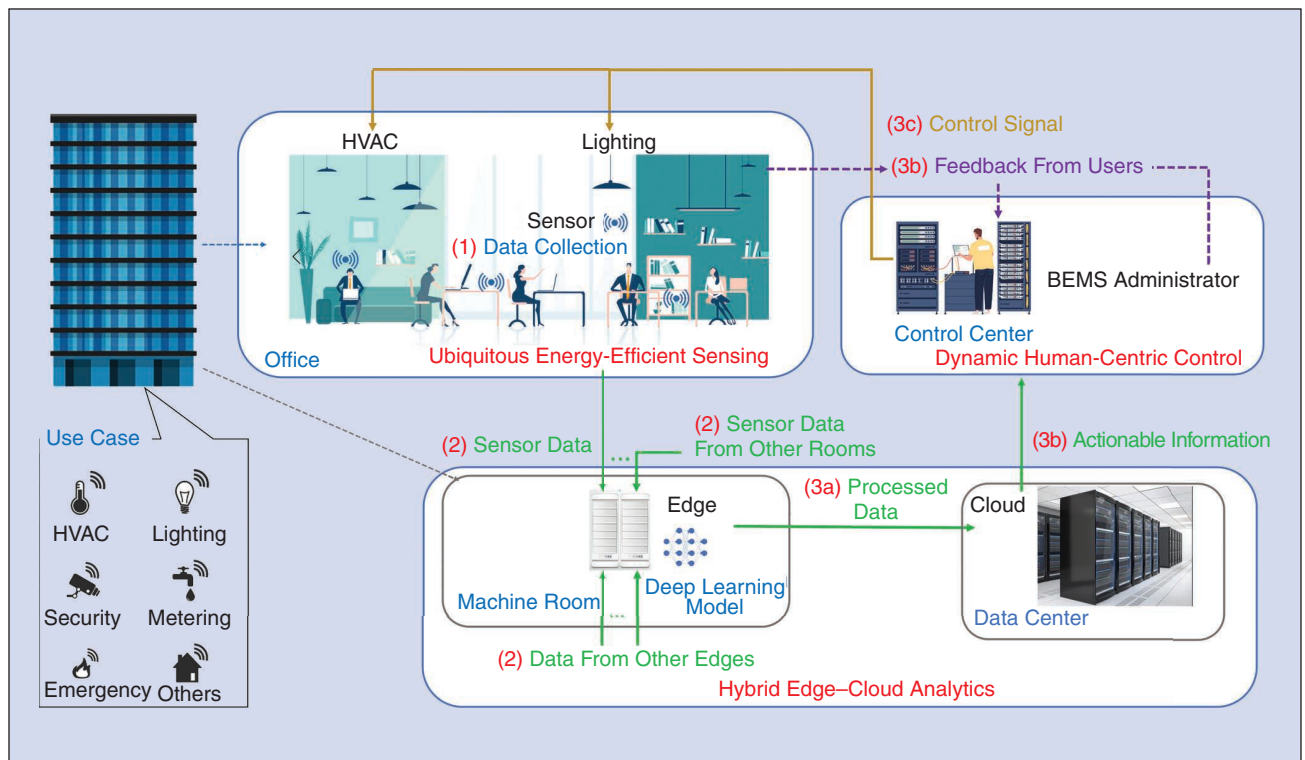 HVAC
Lighting
(3c) Control Signal
(3b) Feedback From Users
Sensor
(1) Data Collection
BEMS Administrator
Control Center
Office
Ubiquitous Energy-Efficient Sensing
Dynamic Human-Centric Control
Use Case
HVAC
Lighting
Security
Metering
Emergency
Others
(2) Sensor Data
...
(2) Sensor Data
From Other Rooms
(3b) Actionable Information
(3a) Processed
Data
Edge
Cloud
Machine Room
Deep Learning
Model
...
Data Center
(2) Data From Other Edges
Hybrid Edge–Cloud Analytics